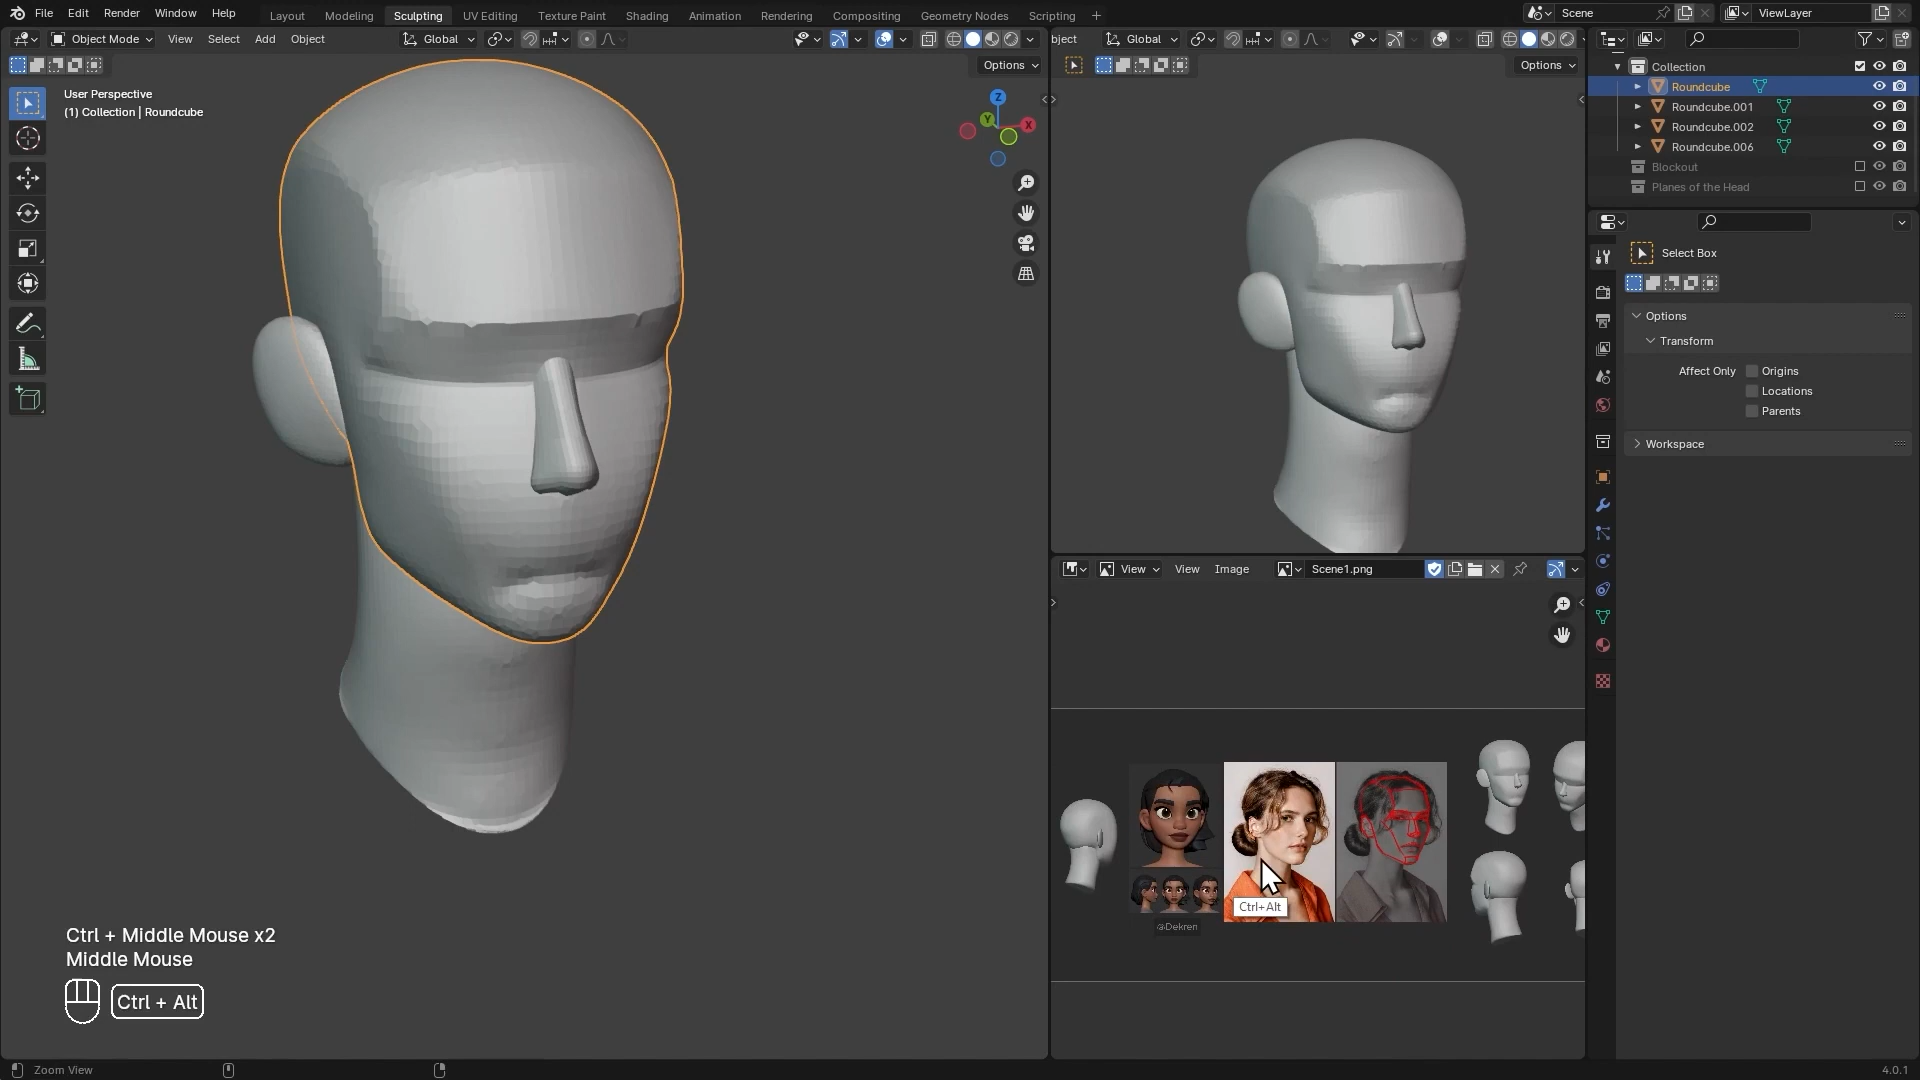 File Edit Render Window Help Layout Modeling Sculpting UV Editing Texture Paint Shading Animation Rendering Compositing Geometry Nodes Scripting + Scene ViewLayer
Object Mode View Select Add Object Global
Options
User Perspective
(1) Collection | Roundcube
Z
Y
X
Ctrl + Middle Mouse x2
Middle Mouse
Ctrl + Alt
bject Global
Options
View View Image Scene1.png
@Dekren
Ctrl+Alt
Collection
Roundcube
Roundcube.001
Roundcube.002
Roundcube.006
Blockout
Planes of the Head
Select Box
Options
Transform
Affect Only Origins
Locations
Parents
Workspace
Zoom View
4.0.1